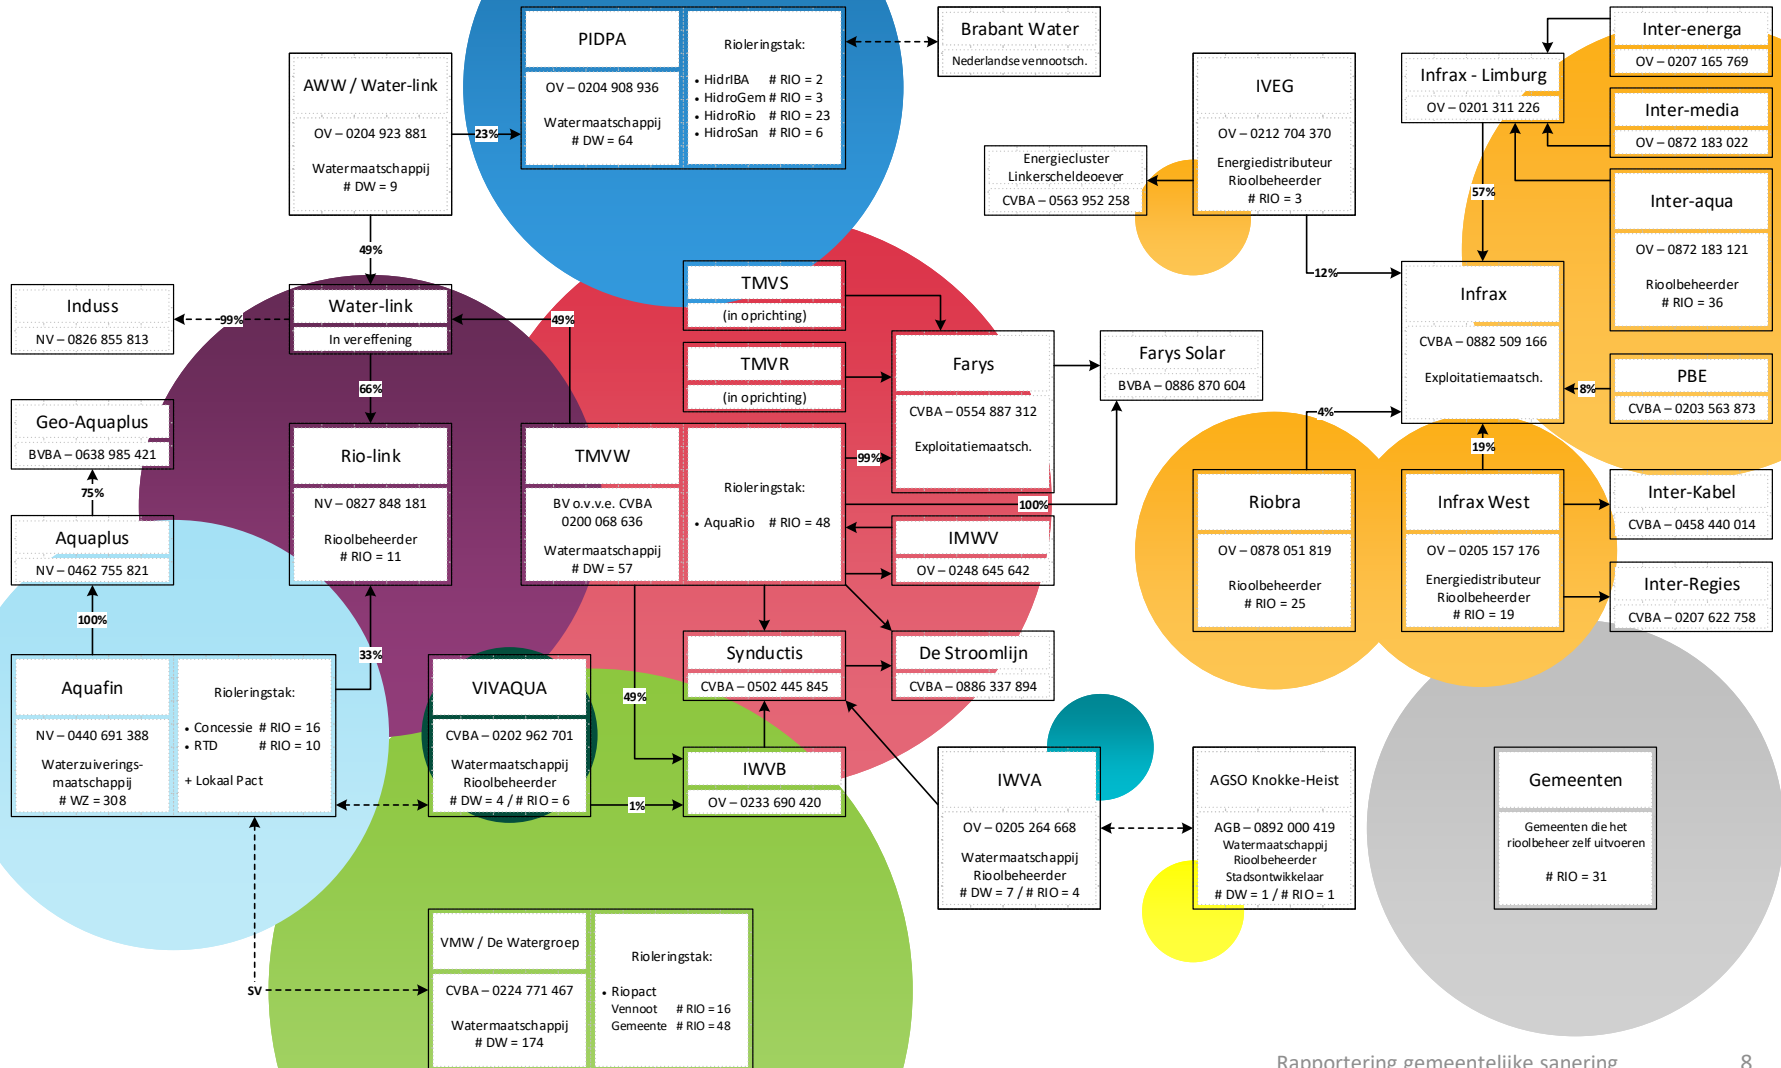 PIDPA
OV – 0204 908 936
Watermaatschappij
# DW = 64
Rioleringstak:
• HidrIBA # RIO = 2
• HidroGem # RIO = 3
• HidroRio # RIO = 23
• HidroSan # RIO = 6
Brabant Water
Nederlandse vennootsch.
AWW / Water-link
OV – 0204 923 881
Watermaatschappij
# DW = 9
23%
49%
IVEG
OV – 0212 704 370
Energiedistributeur
Rioolbeheerder
# RIO = 3
Energiecluster
Linkerscheldeoever
CVBA – 0563 952 258
12%
Infrax - Limburg
OV – 0201 311 226
57%
Inter-energa
OV – 0207 165 769
Inter-media
OV – 0872 183 022
Inter-aqua
OV – 0872 183 121
Rioolbeheerder
# RIO = 36
Induss
NV – 0826 855 813
99%
Water-link
In vereffening
49%
66%
TMVS
(in oprichting)
TMVR
(in oprichting)
Farys
CVBA – 0554 887 312
Exploitatiemaatsch.
Farys Solar
BVBA – 0886 870 604
Infrax
CVBA – 0882 509 166
Exploitatiemaatsch.
8%
PBE
CVBA – 0203 563 873
4%
19%
Geo-Aquaplus
BVBA – 0638 985 421
75%
Aquaplus
NV – 0462 755 821
100%
Rio-link
NV – 0827 848 181
Rioolbeheerder
# RIO = 11
33%
TMVW
BV o.v.v.e. CVBA
0200 068 636
Watermaatschappij
# DW = 57
Rioleringstak:
• AquaRio # RIO = 48
99%
100%
IMWV
OV – 0248 645 642
Riobra
OV – 0878 051 819
Rioolbeheerder
# RIO = 25
Infrax West
OV – 0205 157 176
Energiedistributeur
Rioolbeheerder
# RIO = 19
Inter-Kabel
CVBA – 0458 440 014
Inter-Regies
CVBA – 0207 622 758
Aquafin
NV – 0440 691 388
Waterzuiverings-
maatschappij
# WZ = 308
Rioleringstak:
• Concessie # RIO = 16
• RTD # RIO = 10
+ Lokaal Pact
VIVAQUA
CVBA – 0202 962 701
Watermaatschappij
Rioolbeheerder
# DW = 4 / # RIO = 6
49%
1%
Synductis
CVBA – 0502 445 845
De Stroomlijn
CVBA – 0886 337 894
IWVB
OV – 0233 690 420
IWVA
OV – 0205 264 668
Watermaatschappij
Rioolbeheerder
# DW = 7 / # RIO = 4
AGSO Knokke-Heist
AGB – 0892 000 419
Watermaatschappij
Rioolbeheerder
Stadsontwikkelaar
# DW = 1 / # RIO = 1
Gemeenten
Gemeenten die het
rioolbeheer zelf uitvoeren
# RIO = 31
SV
VMW / De Watergroep
CVBA – 0224 771 467
Watermaatschappij
# DW = 174
Rioleringstak:
• Riopact
Vennoot # RIO = 16
Gemeente # RIO = 48
Rapportering gemeentelijke sanering 8